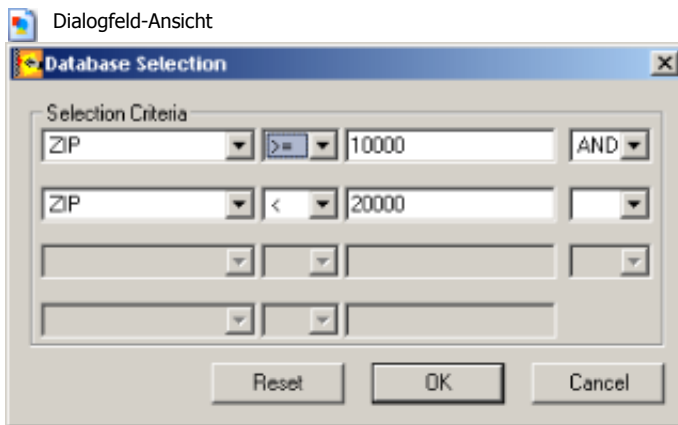 Dialogfeld-Ansicht
Database Selection
Selection Criteria
ZIP >= 10000 AND
ZIP < 20000
Reset OK Cancel